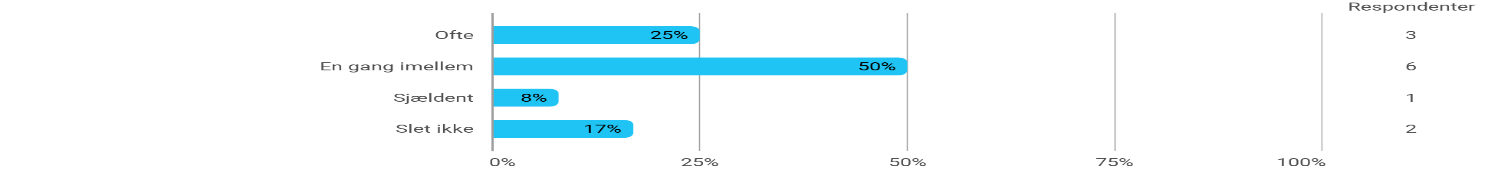 Respondenter
Ofte 25% 3
En gang imellem 50% 6
Sjældent 8% 1
Slet ikke 17% 2
0% 25% 50% 75% 100%